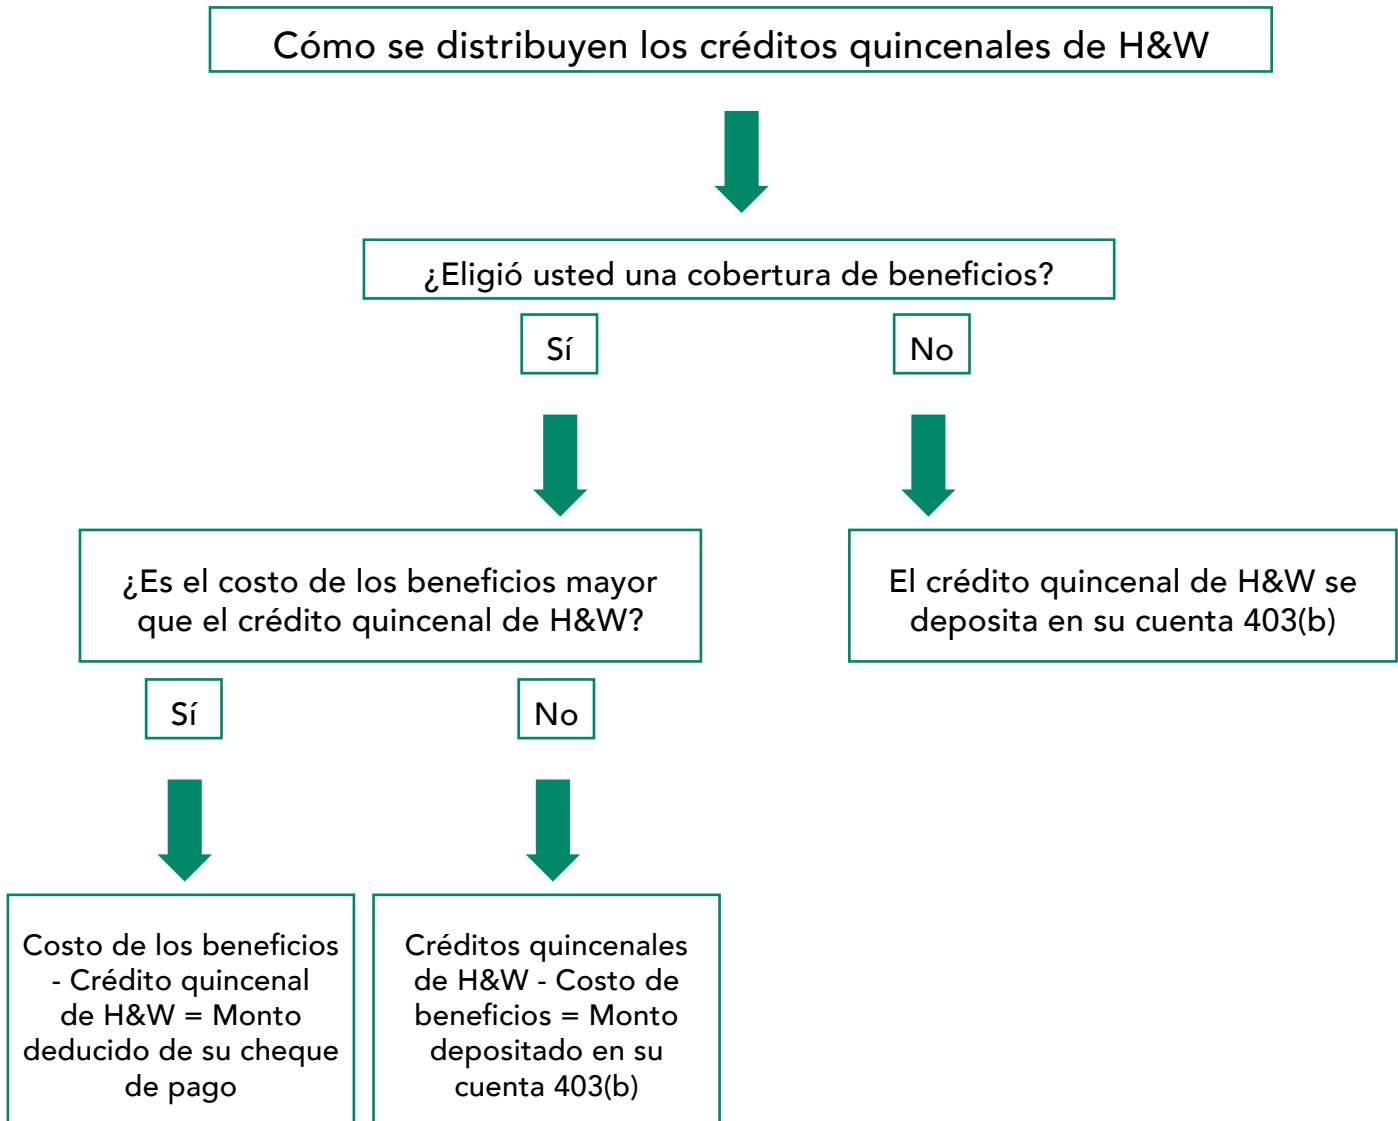 Cómo se distribuyen los créditos quincenales de H&W
¿Eligió usted una cobertura de beneficios?
Sí
No
¿Es el costo de los beneficios mayor
que el crédito quincenal de H&W?
El crédito quincenal de H&W se
deposita en su cuenta 403(b)
Sí
No
Costo de los beneficios
- Crédito quincenal
de H&W = Monto
deducido de su cheque
de pago
Créditos quincenales
de H&W - Costo de
beneficios = Monto
depositado en su
cuenta 403(b)